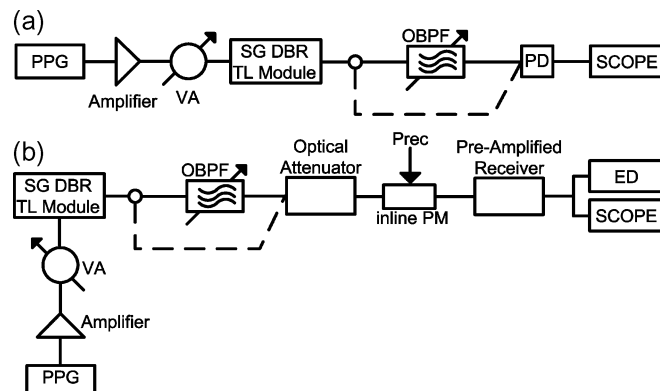 (a)
PPG
Amplifier
VA
SG DBR
TL Module
OBPF
PD
SCOPE
(b)
SG DBR
TL Module
OBPF
Optical
Attenuator
Prec
inline PM
Pre-Amplified
Receiver
ED
SCOPE
VA
Amplifier
PPG